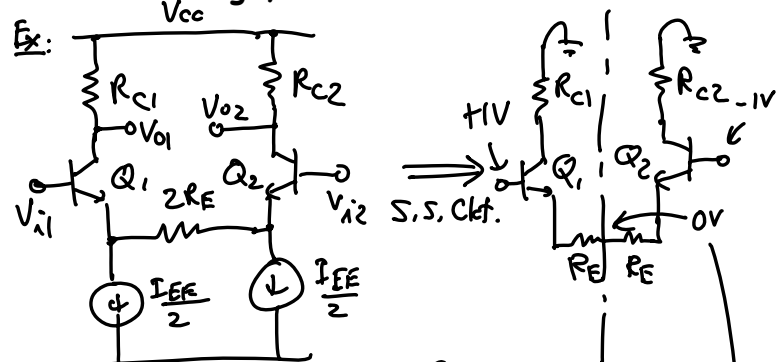 Vcc
Ex:
RC1
RC2
Vo1
Vo2
Q1
Q2
2RE
Vi1
Vi2
IEE/2
IEE/2
S.S. Ckt.
+1V
-1V
RC1
RC2
Q1
Q2
0V
RE
RE